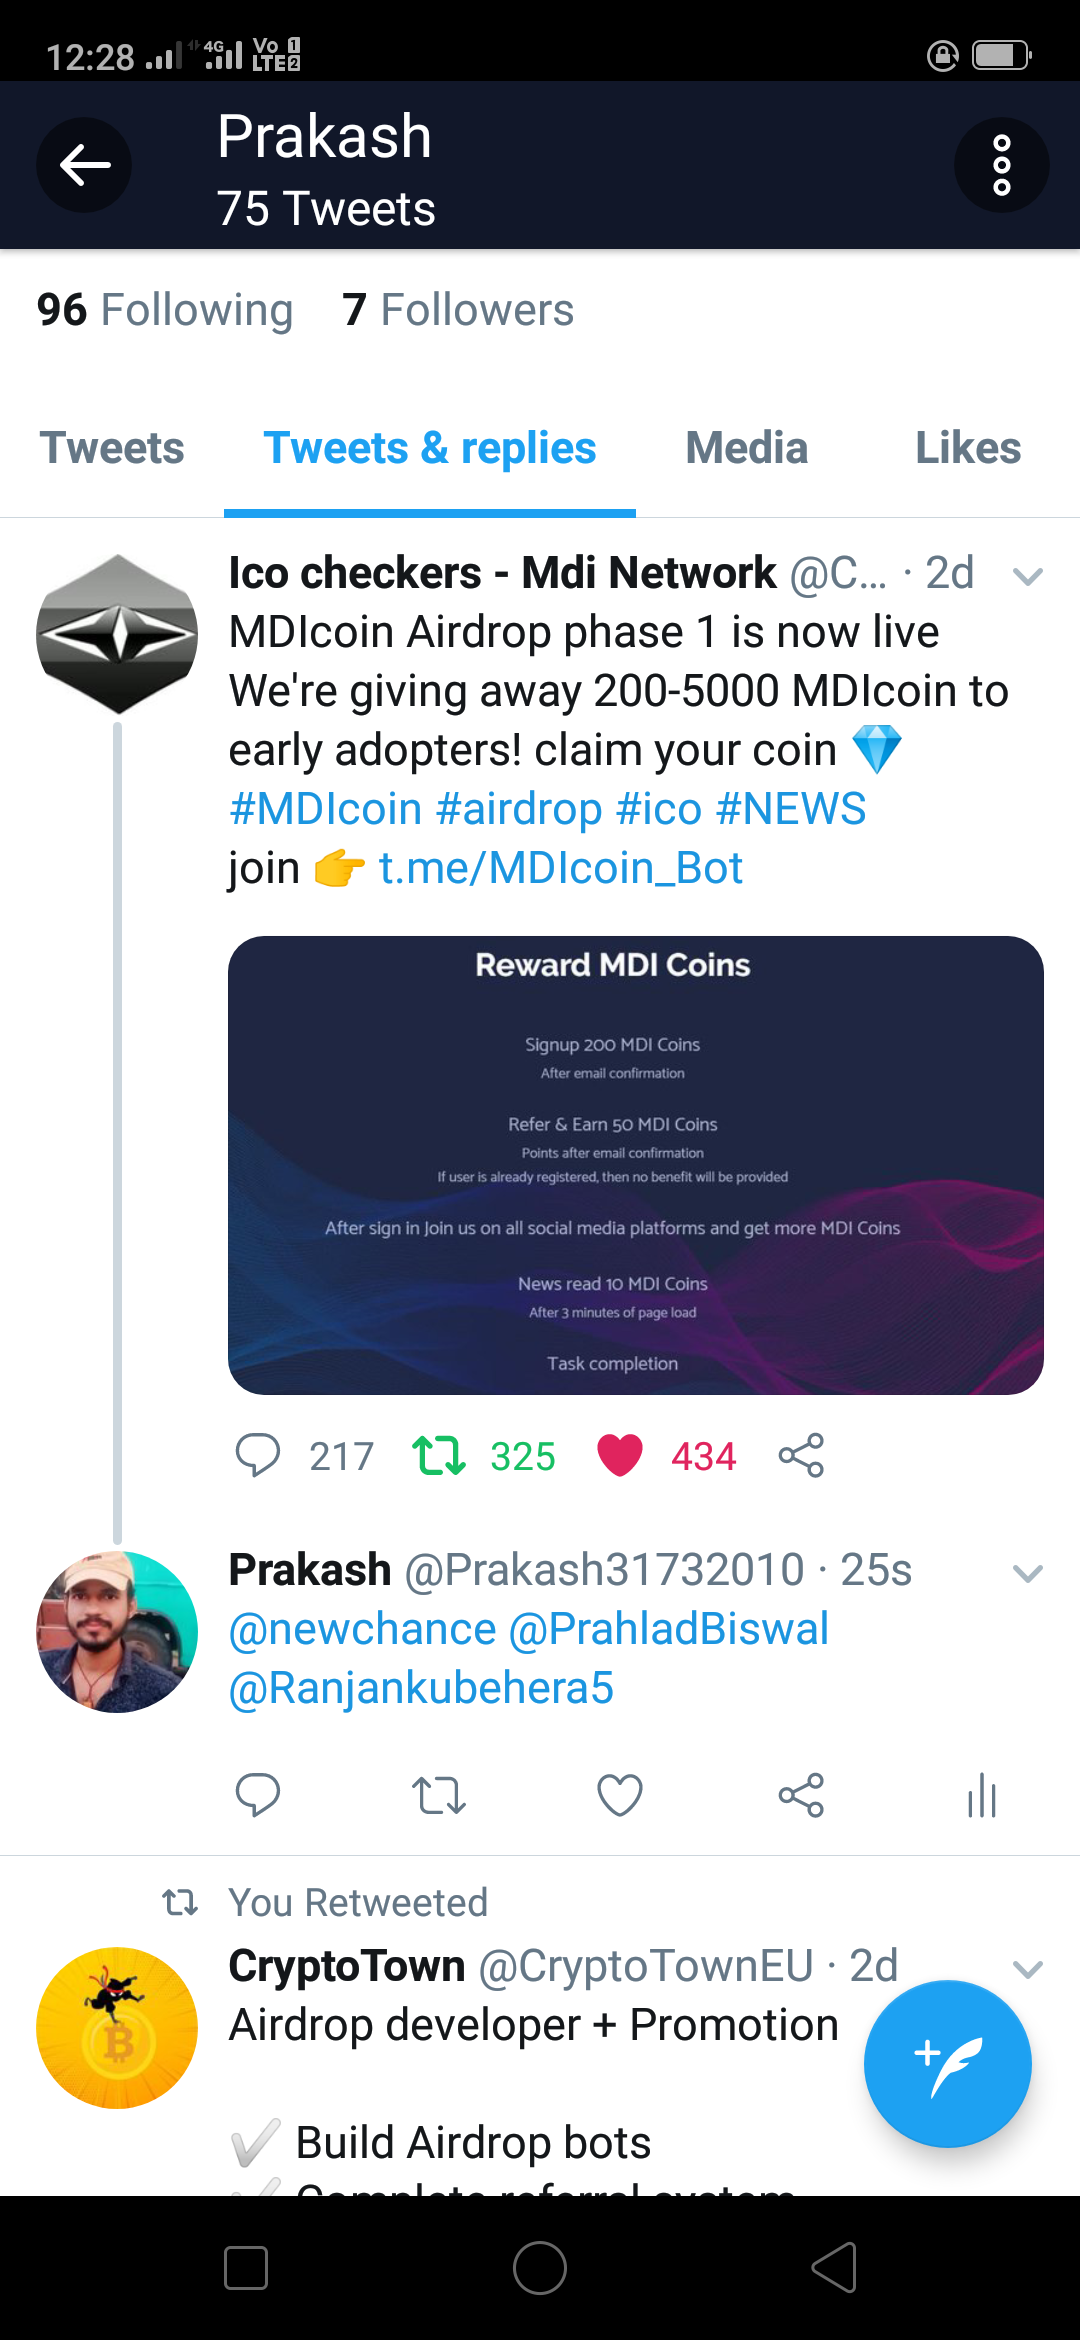 12:28 4G Vo 1 LTE 2
Prakash
75 Tweets
96 Following 7 Followers
Tweets Tweets & replies Media Likes
Ico checkers - Mdi Network @C... · 2d
MDIcoin Airdrop phase 1 is now live
We're giving away 200-5000 MDIcoin to
early adopters! claim your coin 💎
#MDIcoin #airdrop #ico #NEWS
join 👉 t.me/MDIcoin_Bot
Reward MDI Coins
Signup 200 MDI Coins
After email confirmation
Refer & Earn 50 MDI Coins
Points after email confirmation
If user is already registered, then no benefit will be provided
After sign in Join us on all social media platforms and get more MDI Coins
News read 10 MDI Coins
After 3 minutes of page load
Task completion
217 325 434
Prakash @Prakash31732010 · 25s
@newchance @PrahladBiswal
@Ranjankubehera5
You Retweeted
CryptoTown @CryptoTownEU · 2d
Airdrop developer + Promotion
✔️ Build Airdrop bots
✔️ Complete referral system